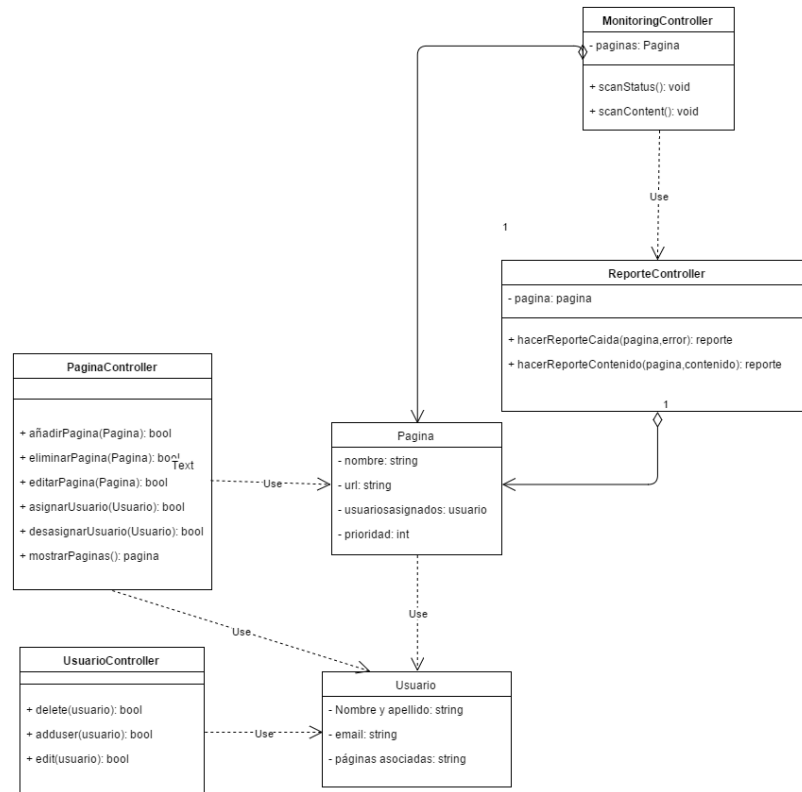 MonitoringController
- paginas: Pagina
+ scanStatus(): void
+ scanContent(): void
Use
1
ReporteController
- pagina: pagina
+ hacerReporteCaida(pagina,error): reporte
+ hacerReporteContenido(pagina,contenido): reporte
1
PaginaController
+ añadirPagina(Pagina): bool
+ eliminarPagina(Pagina): bool
Text
+ editarPagina(Pagina): bool
+ asignarUsuario(Usuario): bool
+ desasignarUsuario(Usuario): bool
+ mostrarPaginas(): pagina
Use
Pagina
- nombre: string
- url: string
- usuariosasignados: usuario
- prioridad: int
Use
Use
UsuarioController
+ delete(usuario): bool
+ adduser(usuario): bool
+ edit(usuario): bool
Use
Usuario
- Nombre y apellido: string
- email: string
- páginas asociadas: string